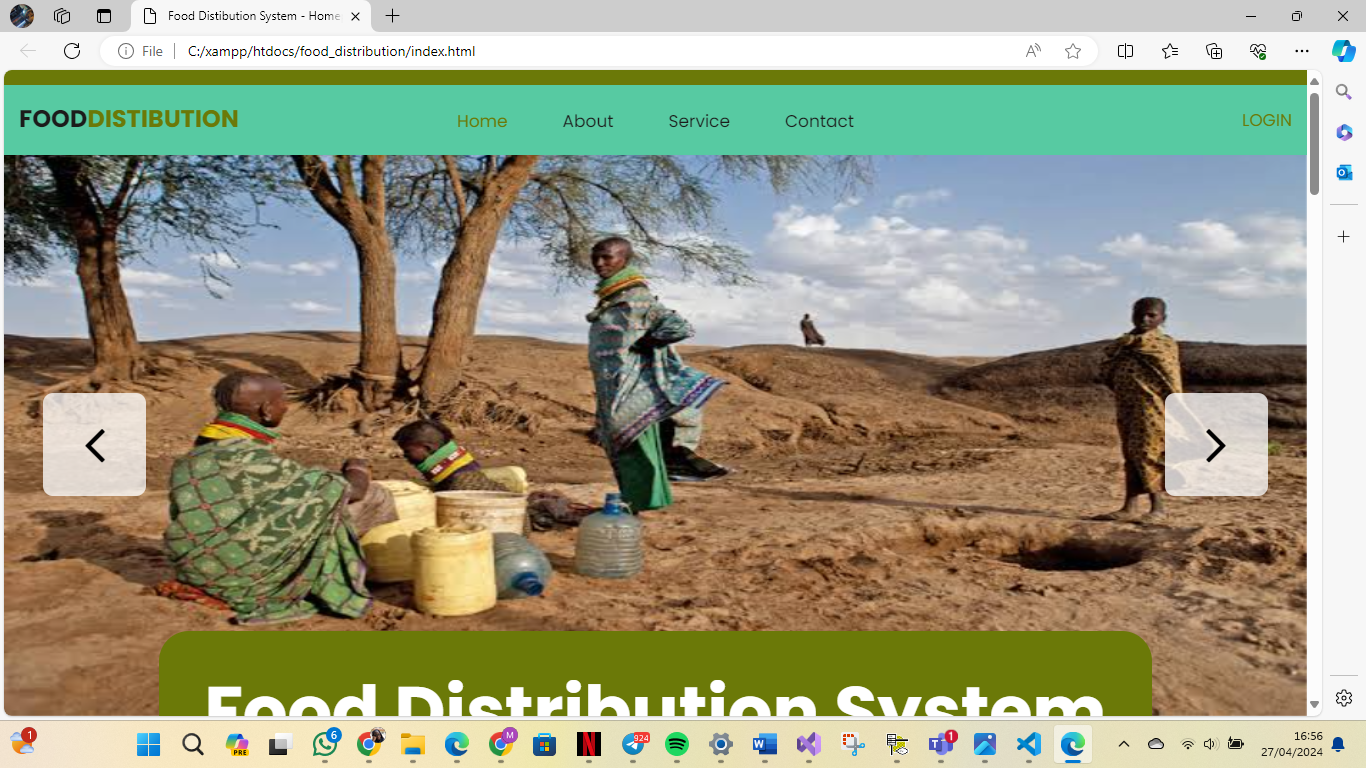 Food Distibution System - Home
File
C:/xampp/htdocs/food_distribution/index.html
FOODDISTIBUTION
Home
About
Service
Contact
LOGIN
Food Distribution System
1
PRE
6
M
N
924
1
16:56
27/04/2024